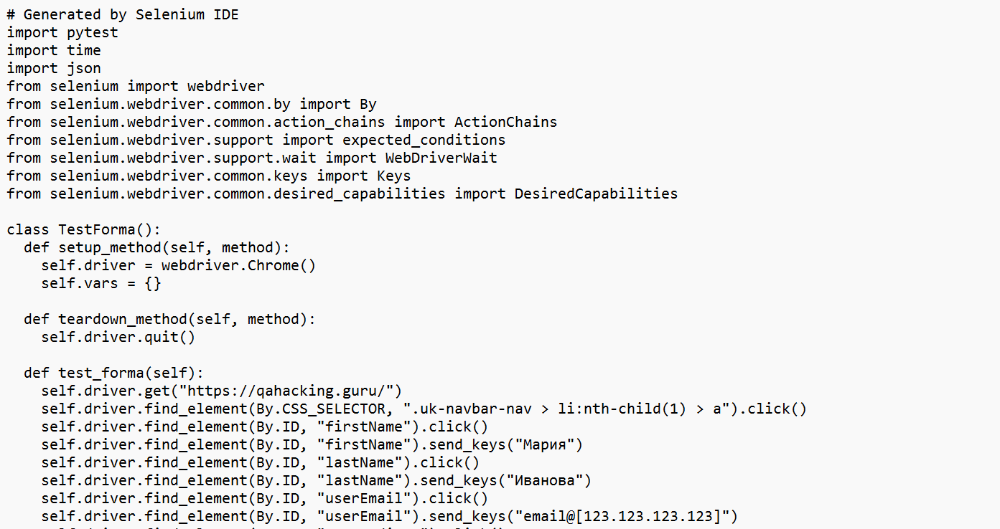 # Generated by Selenium IDE
import pytest
import time
import json
from selenium import webdriver
from selenium.webdriver.common.by import By
from selenium.webdriver.common.action_chains import ActionChains
from selenium.webdriver.support import expected_conditions
from selenium.webdriver.support.wait import WebDriverWait
from selenium.webdriver.common.keys import Keys
from selenium.webdriver.common.desired_capabilities import DesiredCapabilities

class TestForma():
  def setup_method(self, method):
    self.driver = webdriver.Chrome()
    self.vars = {}

  def teardown_method(self, method):
    self.driver.quit()

  def test_forma(self):
    self.driver.get("https://qahacking.guru/")
    self.driver.find_element(By.CSS_SELECTOR, ".uk-navbar-nav > li:nth-child(1) > a").click()
    self.driver.find_element(By.ID, "firstName").click()
    self.driver.find_element(By.ID, "firstName").send_keys("Мария")
    self.driver.find_element(By.ID, "lastName").click()
    self.driver.find_element(By.ID, "lastName").send_keys("Иванова")
    self.driver.find_element(By.ID, "userEmail").click()
    self.driver.find_element(By.ID, "userEmail").send_keys("email@[123.123.123.123]")